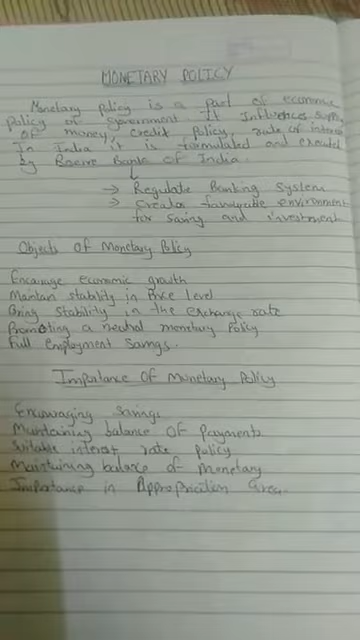 MONETARY POLICY
Monetary Policy is a part of economic
policy of government It Influences supply
of money, credit Policy, rate of interest
In India it is formulated and executed
by Reserve Bank of India.
→ Regulate Banking System
→ Creates favourable environment
for saving and investment
Objects of Monetary Policy
Encourage economic growth
Maintain stability in Price level
Bring stability in the exchange rate
Promoting a neutral monetary Policy
Full Employment Savings.
Importance Of Monetary Policy
Encouraging Savings
Maintaining balance Of Payments
Suitable interest rate policy
Maintaining balance of monetary
Importance in